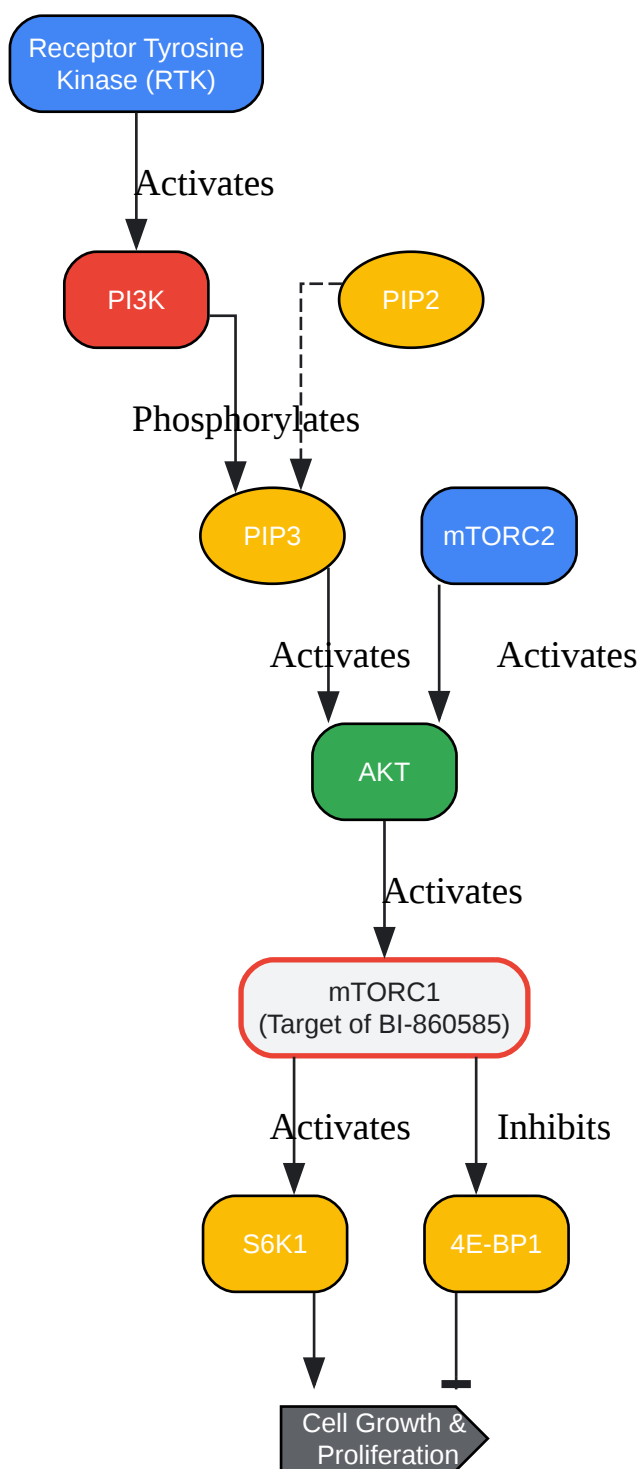 Receptor Tyrosine
Kinase (RTK)
Activates
PI3K
PIP2
Phosphorylates
PIP3
mTORC2
Activates
Activates
AKT
Activates
mTORC1
(Target of BI-860585)
Activates
Inhibits
S6K1
4E-BP1
Cell Growth &
Proliferation